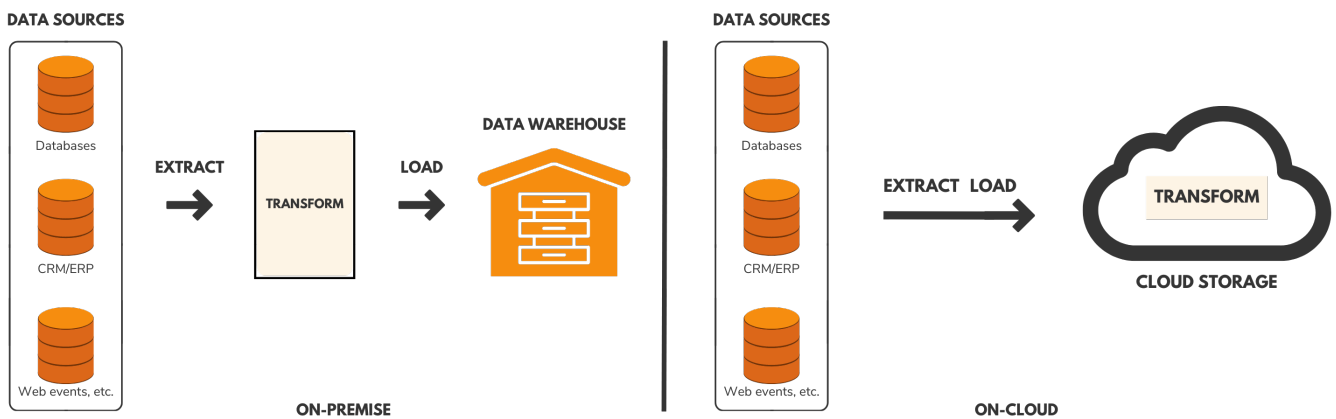 DATA SOURCES
Databases
CRM/ERP
Web events, etc.
EXTRACT
TRANSFORM
LOAD
DATA WAREHOUSE
ON-PREMISE
DATA SOURCES
Databases
CRM/ERP
Web events, etc.
EXTRACT LOAD
TRANSFORM
CLOUD STORAGE
ON-CLOUD